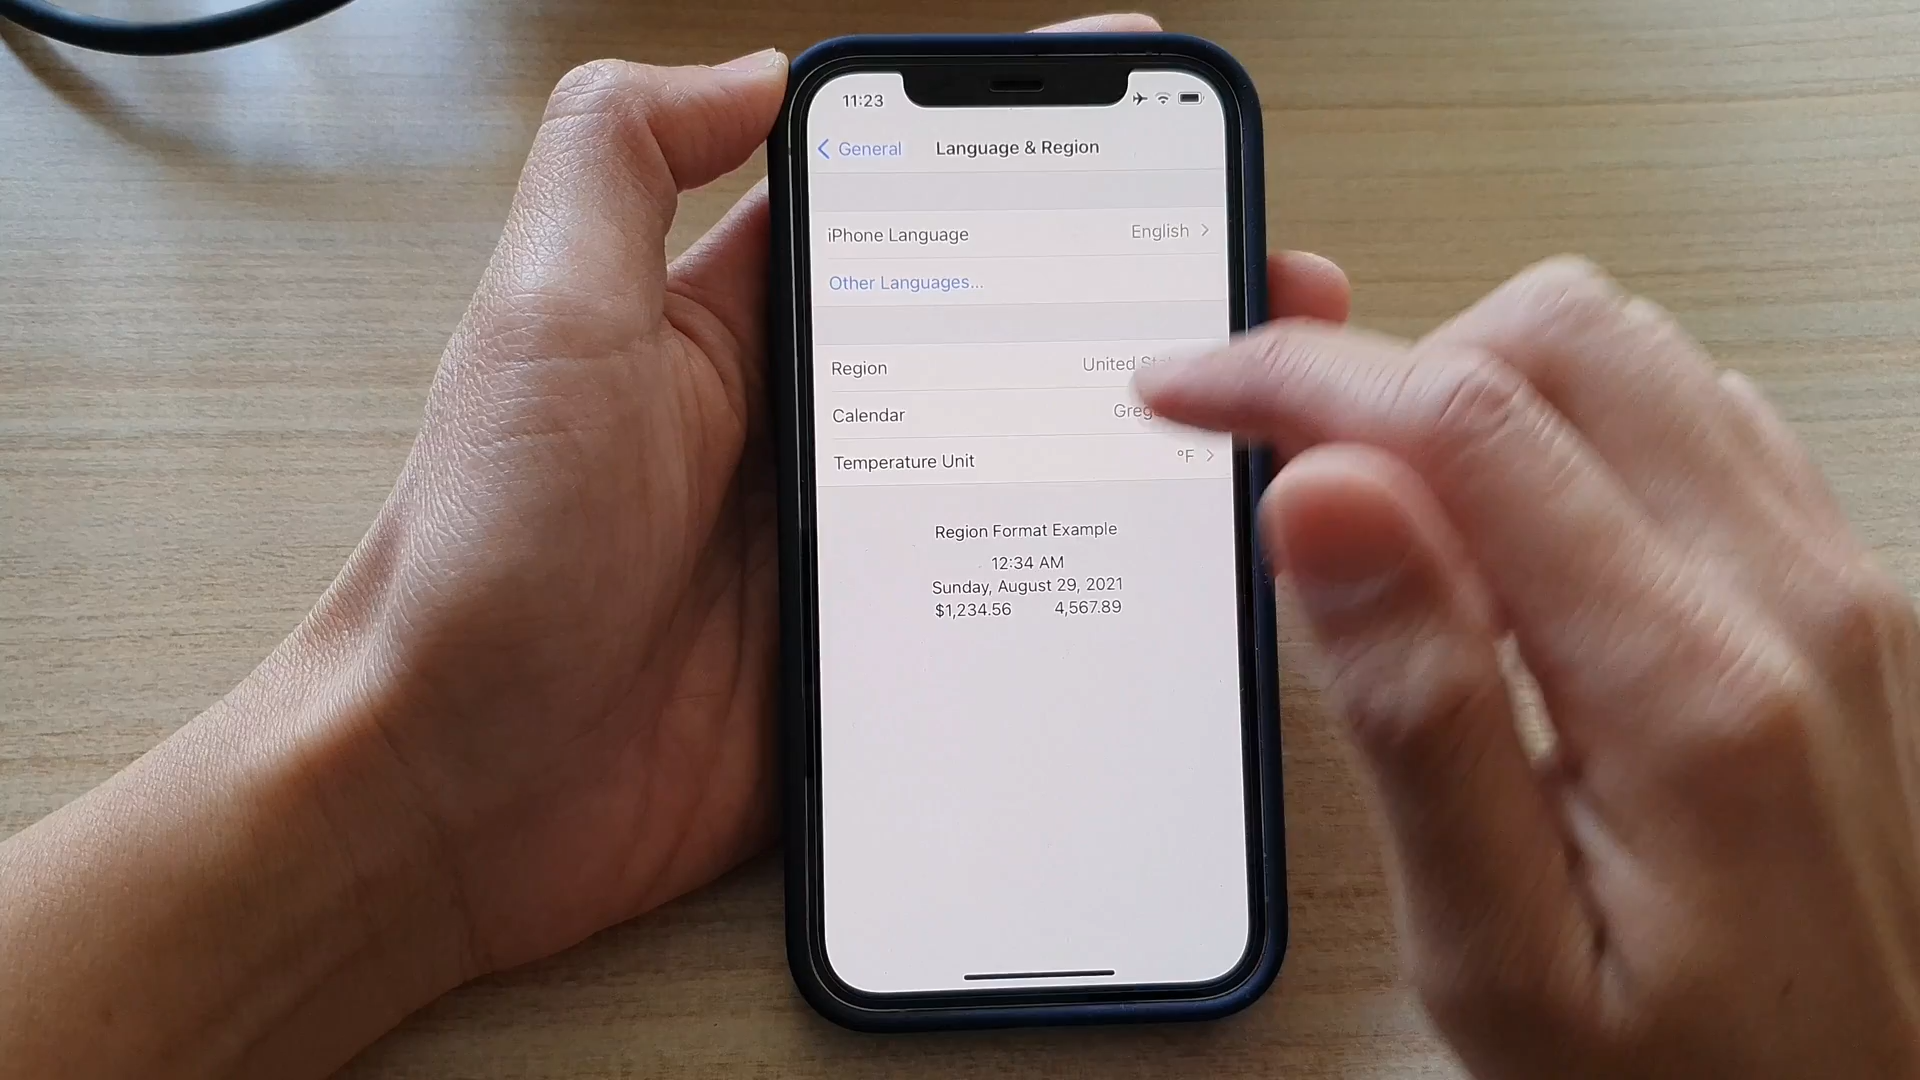 11:23
General Language & Region
iPhone Language English
Other Languages...
Region United
Calendar
Temperature Unit °F
Region Format Example
12:34 AM
Sunday, August 29, 2021
$1,234.56 4,567.89